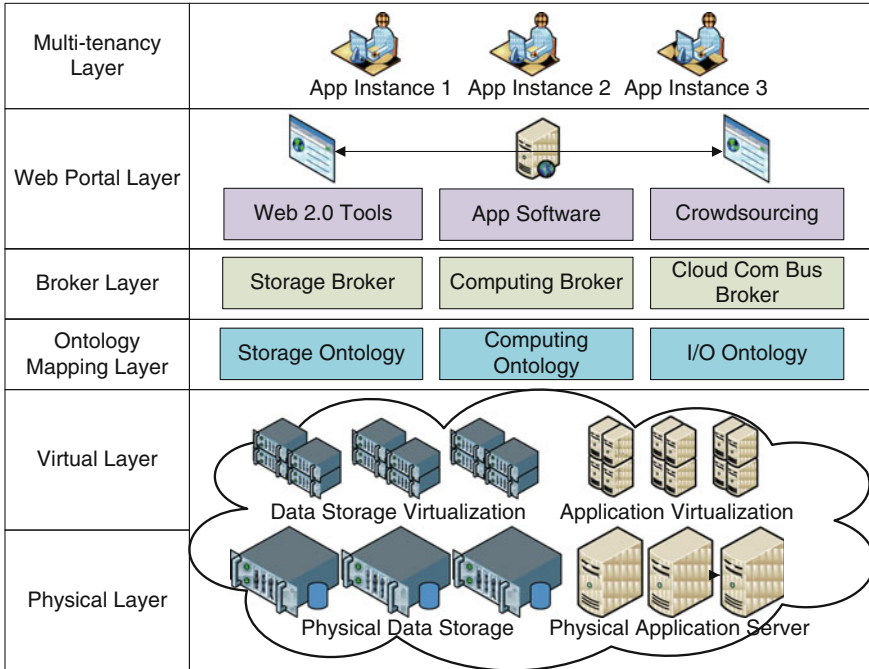 Multi-tenancy
Layer
App Instance 1
App Instance 2
App Instance 3
Web Portal Layer
Web 2.0 Tools
App Software
Crowdsourcing
Broker Layer
Storage Broker
Computing Broker
Cloud Com Bus
Broker
Ontology
Mapping Layer
Storage Ontology
Computing
Ontology
I/O Ontology
Virtual Layer
Data Storage Virtualization
Application Virtualization
Physical Layer
Physical Data Storage
Physical Application Server